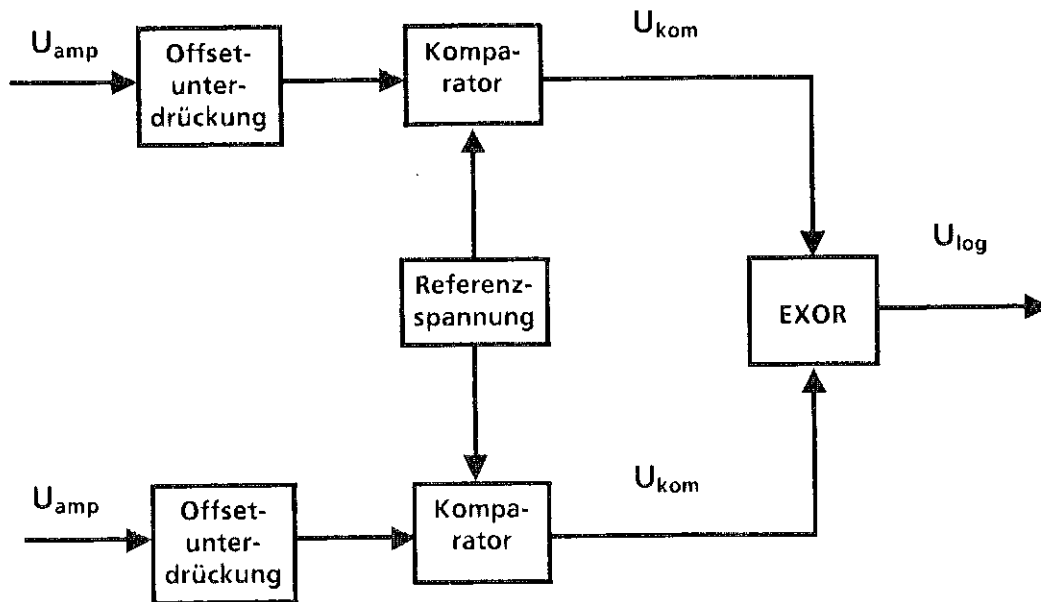 U_amp
Offset-
unter-
drückung
Kompa-
rator
U_kom
Referenz-
spannung
EXOR
U_log
U_amp
Offset-
unter-
drückung
Kompa-
rator
U_kom